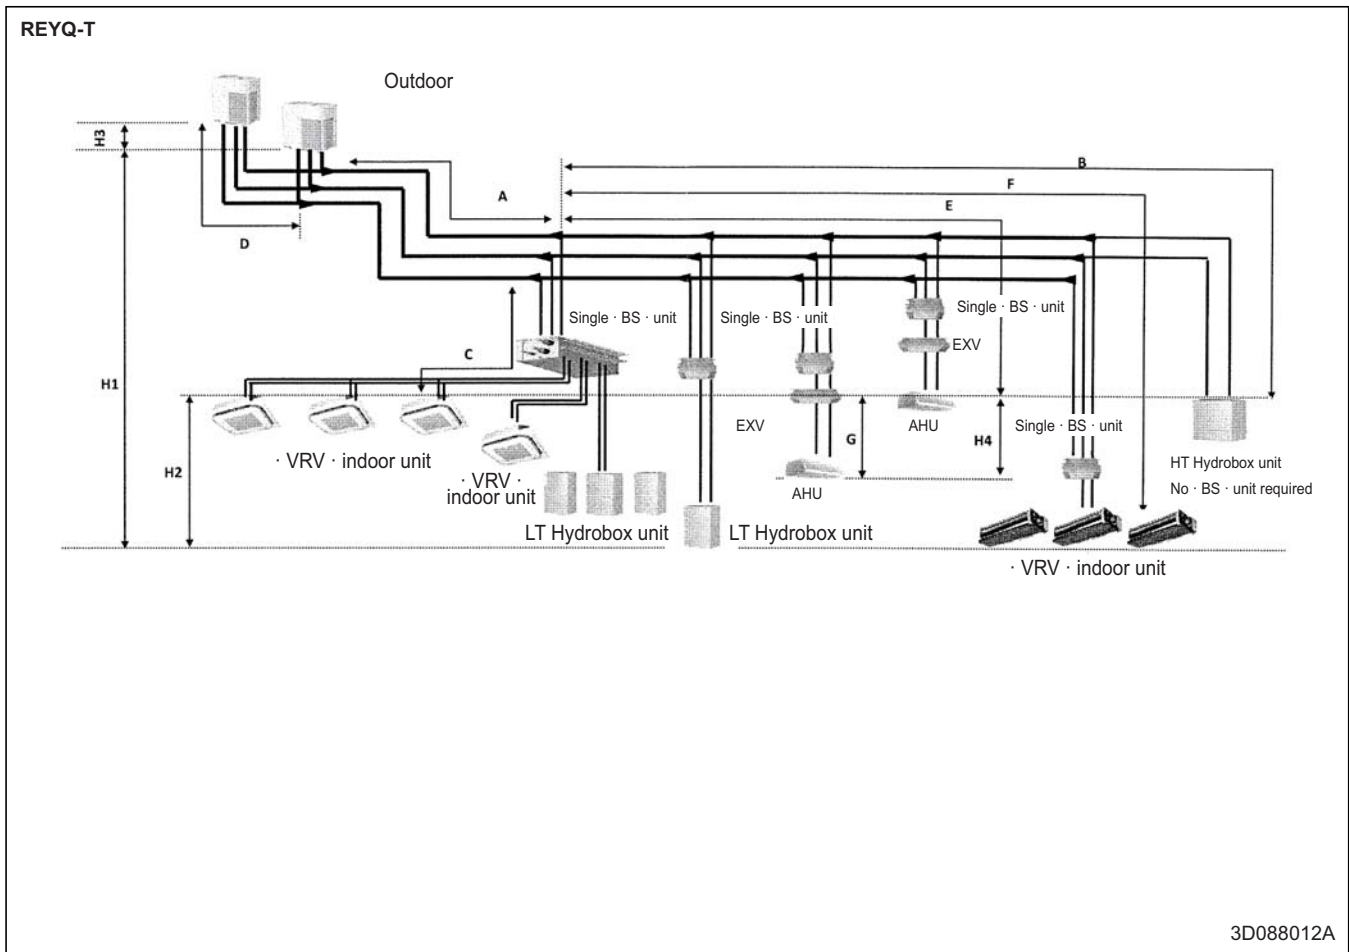 REYQ-T
Outdoor
H3
B
F
A
E
D
Single · BS · unit
Single · BS · unit
Single · BS · unit
EXV
C
H1
EXV
AHU
G
H4
Single · BS · unit
· VRV · indoor unit
H2
· VRV ·
indoor unit
AHU
HT Hydrobox unit
No · BS · unit required
LT Hydrobox unit
LT Hydrobox unit
· VRV · indoor unit
3D088012A